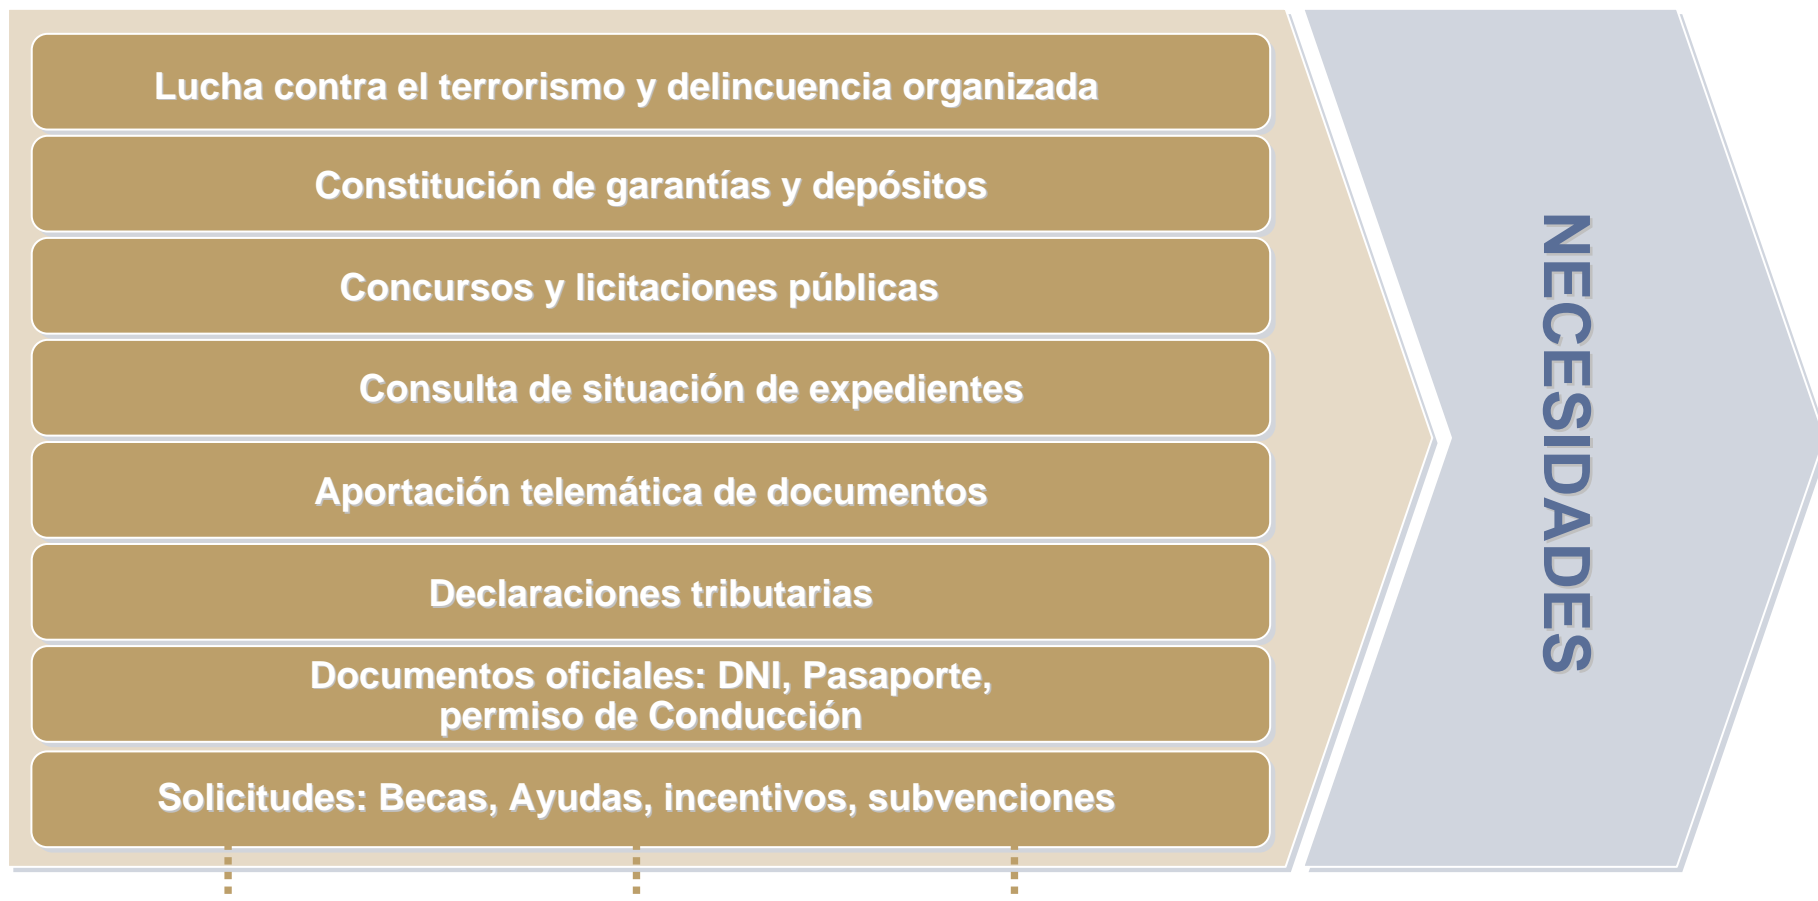 Lucha contra el terrorismo y delincuencia organizada
Constitución de garantías y depósitos
Concursos y licitaciones públicas
Consulta de situación de expedientes
Aportación telemática de documentos
Declaraciones tributarias
Documentos oficiales: DNI, Pasaporte,
permiso de Conducción
Solicitudes: Becas, Ayudas, incentivos, subvenciones
NECESIDADES